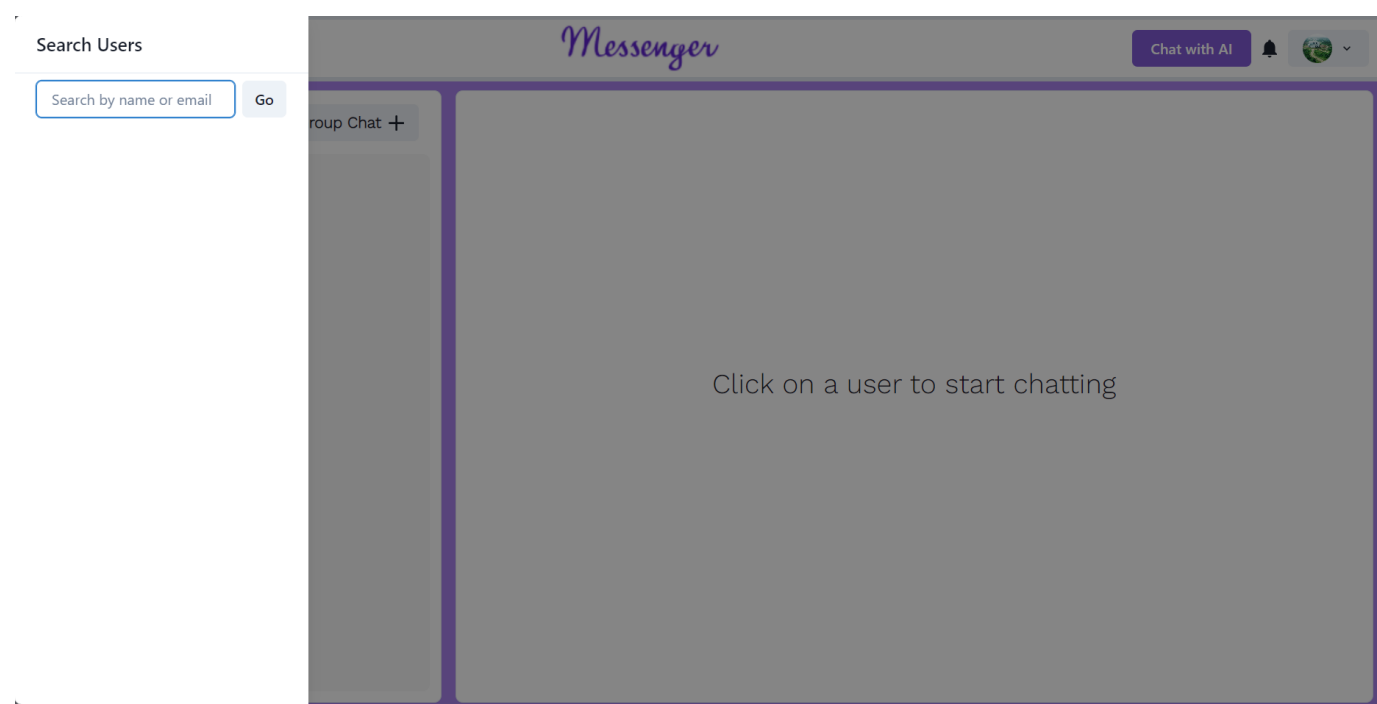 Search Users
Messenger
Chat with AI
Search by name or email
Go
roup Chat +
Click on a user to start chatting